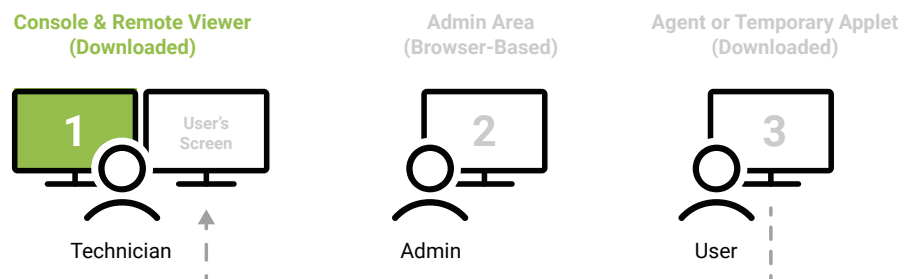 Console & Remote Viewer
(Downloaded)
Admin Area
(Browser-Based)
Agent or Temporary Applet
(Downloaded)
1
User's
Screen
2
3
Technician
Admin
User